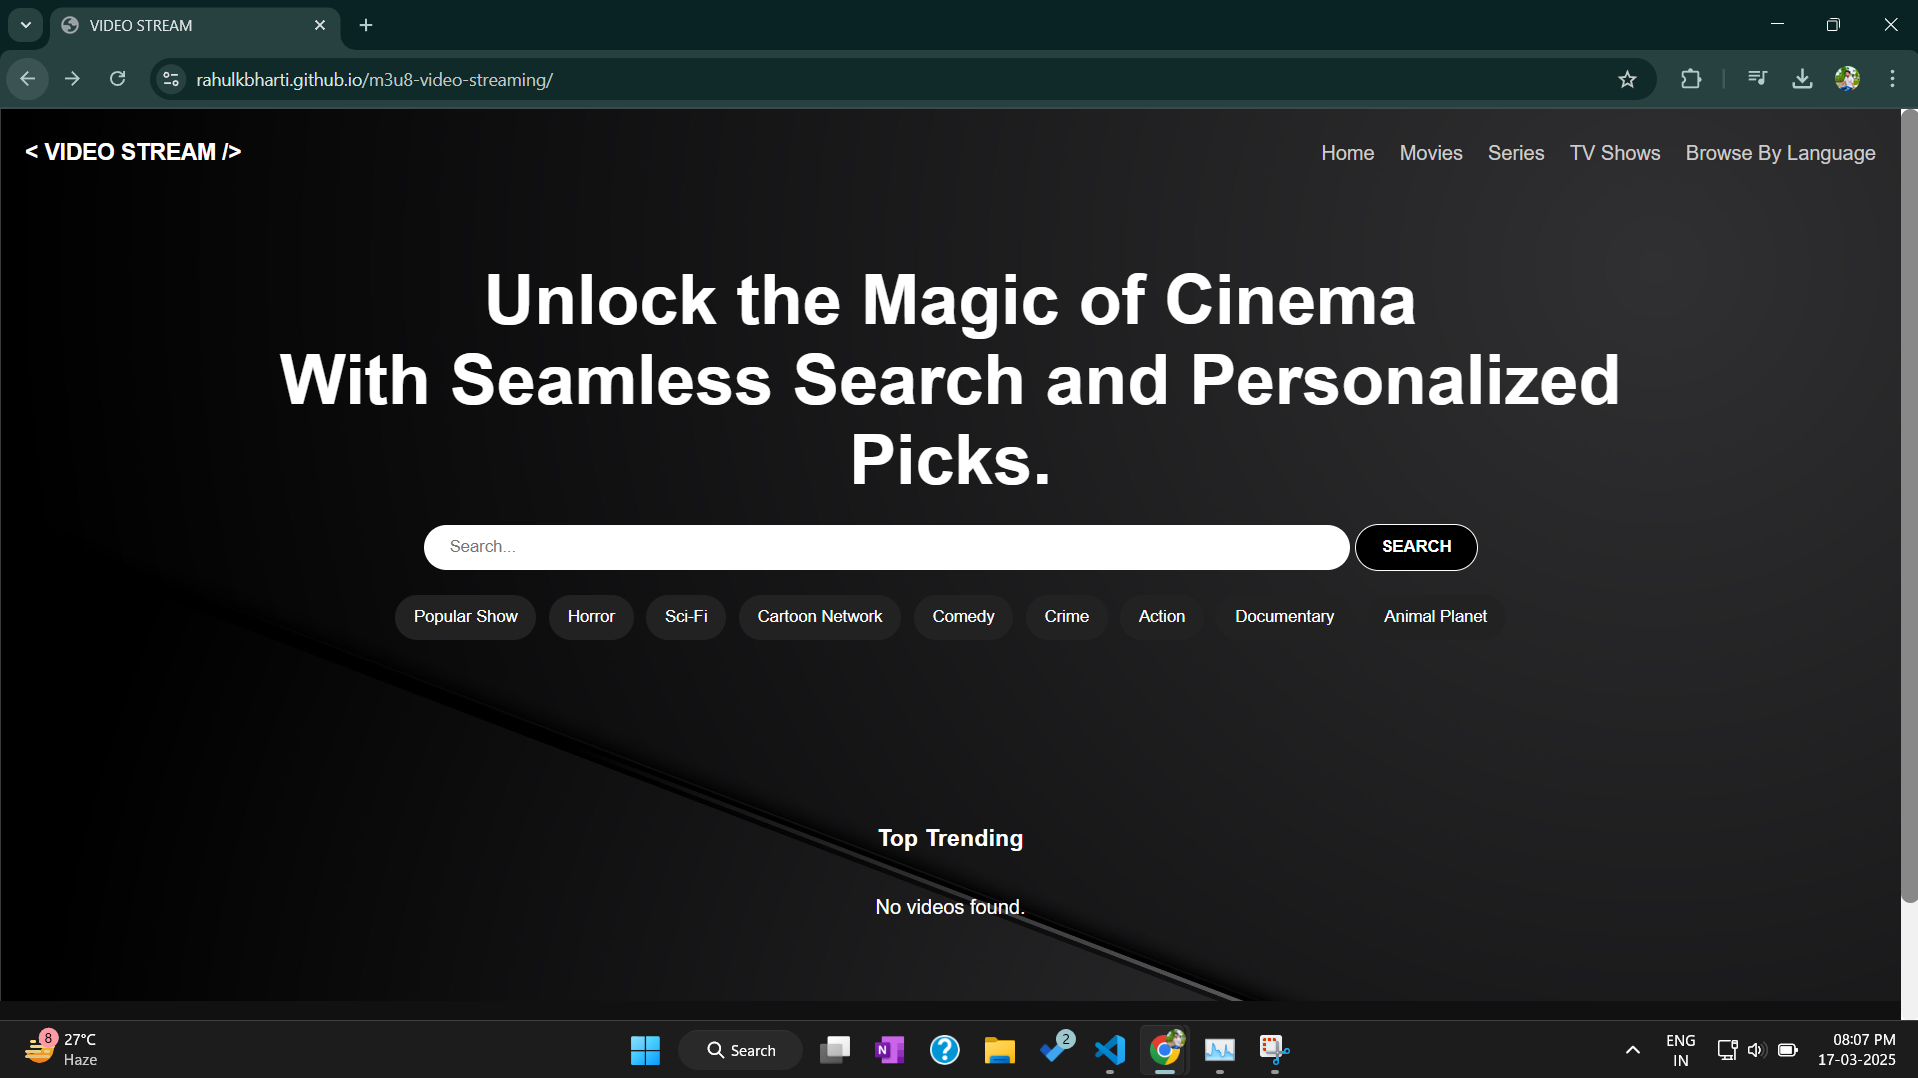 VIDEO STREAM
rahulkbharti.github.io/m3u8-video-streaming/
< VIDEO STREAM />
Home Movies Series TV Shows Browse By Language
Unlock the Magic of Cinema
With Seamless Search and Personalized
Picks.
Search... SEARCH
Popular Show Horror Sci-Fi Cartoon Network Comedy Crime Action Documentary Animal Planet
Top Trending
No videos found.
8 27°C
Haze
Search
N
2
ENG
IN
08:07 PM
17-03-2025